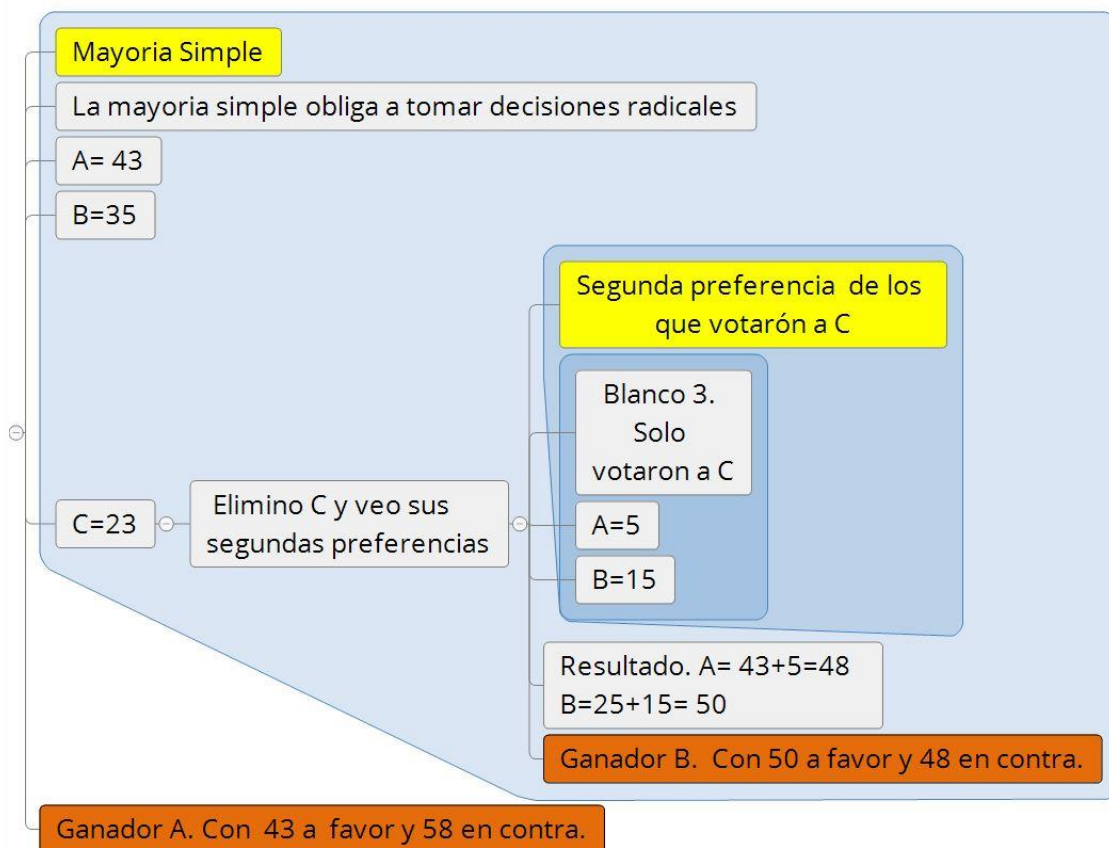 Mayoria Simple
La mayoria simple obliga a tomar decisiones radicales
A= 43
B=35
C=23
Elimino C y veo sus
segundas preferencias
Segunda preferencia de los
que votarón a C
Blanco 3.
Solo
votaron a C
A=5
B=15
Resultado. A= 43+5=48
B=25+15= 50
Ganador B. Con 50 a favor y 48 en contra.
Ganador A. Con 43 a favor y 58 en contra.